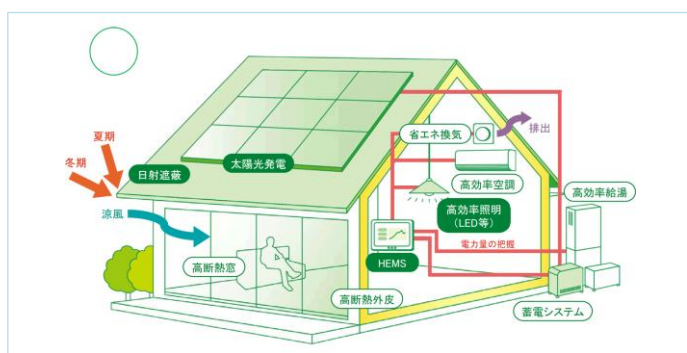 夏期
冬期
日射遮蔽
太陽光発電
涼風
高断熱窓
省エネ換気
排出
高効率空調
高効率照明
(LED等)
高効率給湯
HEMS
電力量の把握
高断熱外皮
蓄電システム